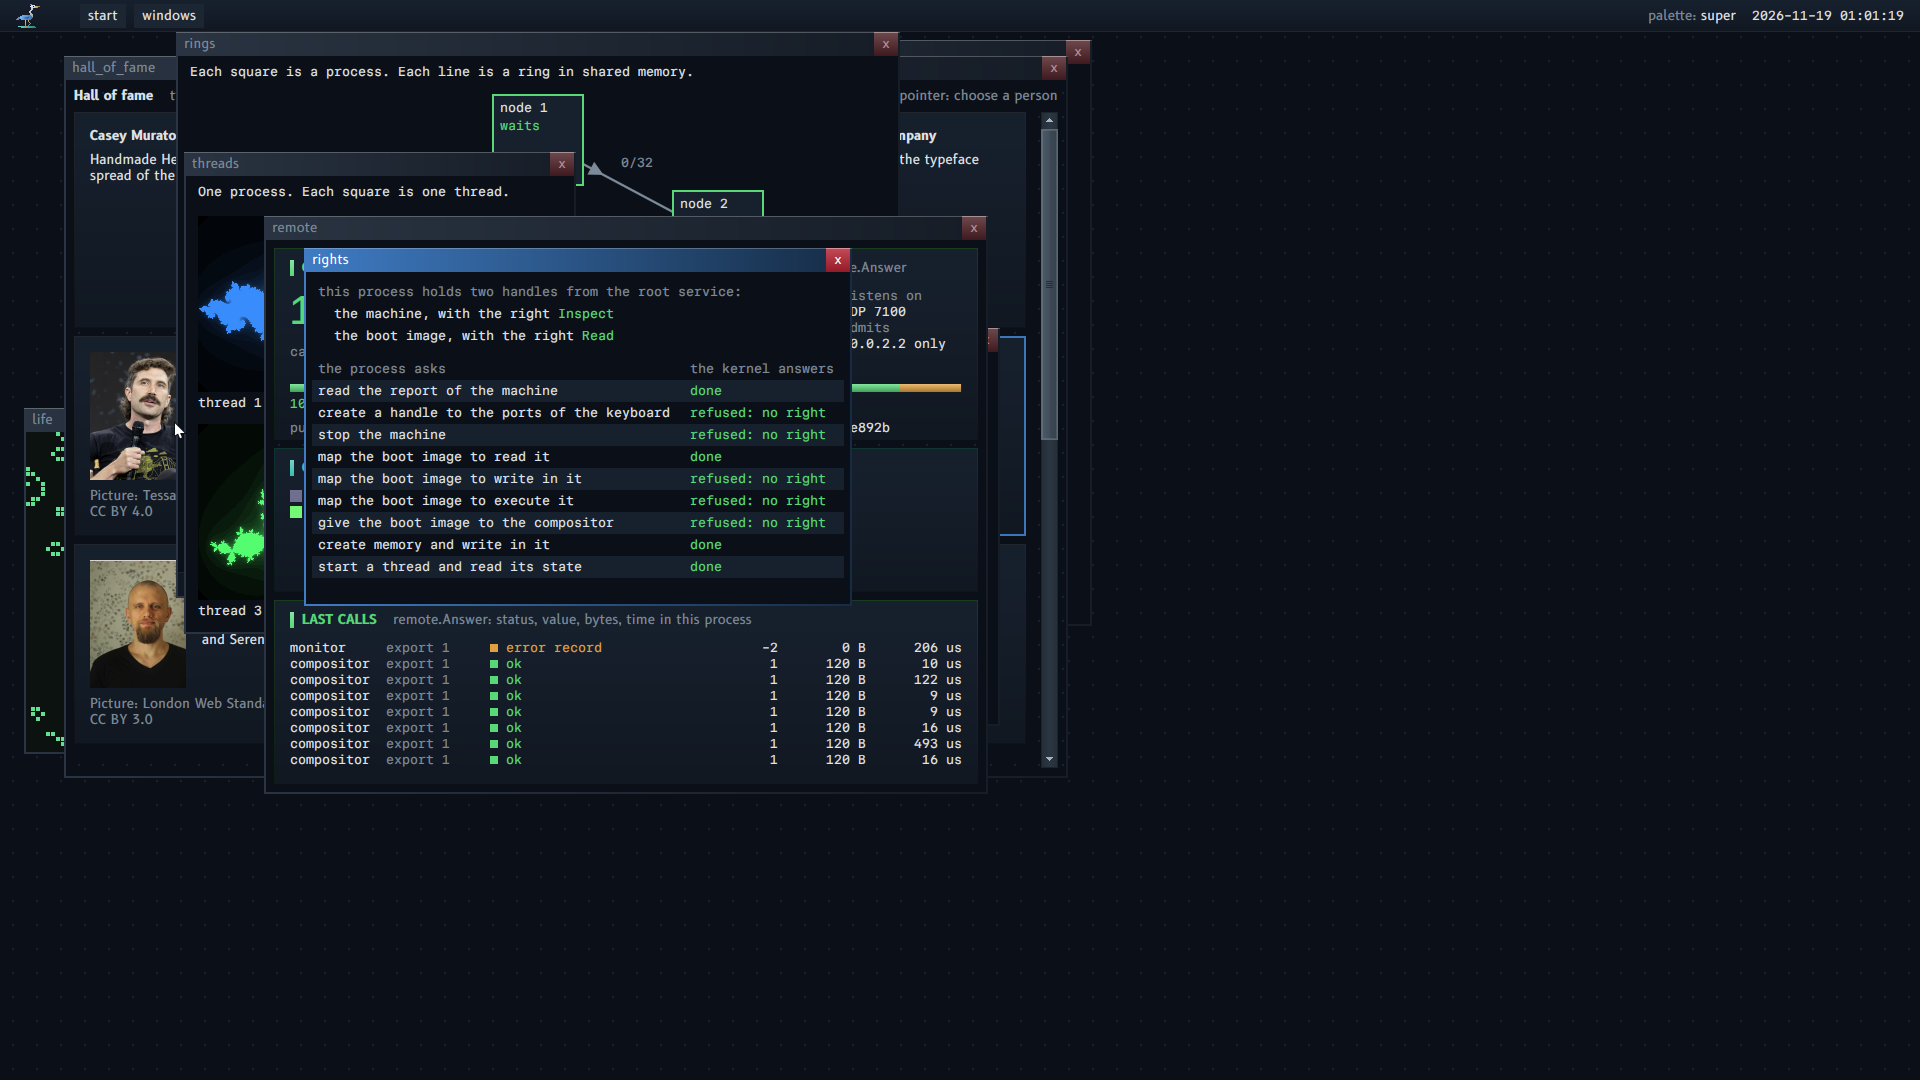 start windows palette: super 2026-11-19 01:01:19
rings x
x
hall_of_fame x
Each square is a process. Each line is a ring in shared memory.
Hall of fame pointer: choose a person
node 1
waits
Casey Murato
Handmade He
spread of the
the typeface
threads x
0/32
One process. Each square is one thread.
node 2
remote x
rights x
e.Answer
this process holds two handles from the root service:
the machine, with the right Inspect
the boot image, with the right Read
istens on
DP 7100
dmits
0.0.2.2 only
the process asks the kernel answers
read the report of the machine done
create a handle to the ports of the keyboard refused: no right
stop the machine refused: no right
map the boot image to read it done
map the boot image to write in it refused: no right
map the boot image to execute it refused: no right
give the boot image to the compositor refused: no right
create memory and write in it done
start a thread and read its state done
e892b
thread 1
life
Picture: Tessa
CC BY 4.0
thread 3
and Seren
Picture: London Web Standa
CC BY 3.0
LAST CALLS remote.Answer: status, value, bytes, time in this process
monitor export 1 error record -2 0 B 206 us
compositor export 1 ok 1 120 B 10 us
compositor export 1 ok 1 120 B 122 us
compositor export 1 ok 1 120 B 9 us
compositor export 1 ok 1 120 B 9 us
compositor export 1 ok 1 120 B 16 us
compositor export 1 ok 1 120 B 493 us
compositor export 1 ok 1 120 B 16 us